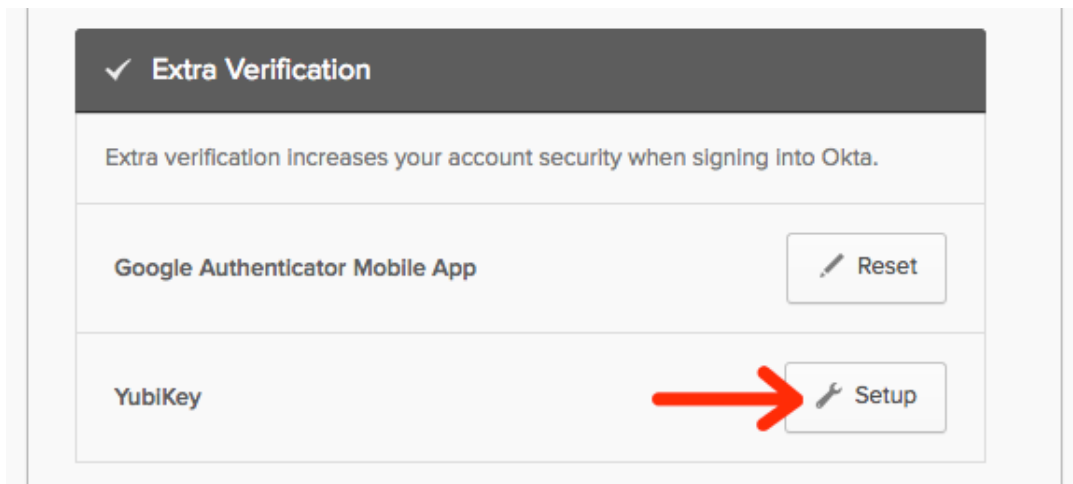 Extra Verification
Extra verification increases your account security when signing into Okta.
Google Authenticator Mobile App
Reset
YubiKey
Setup